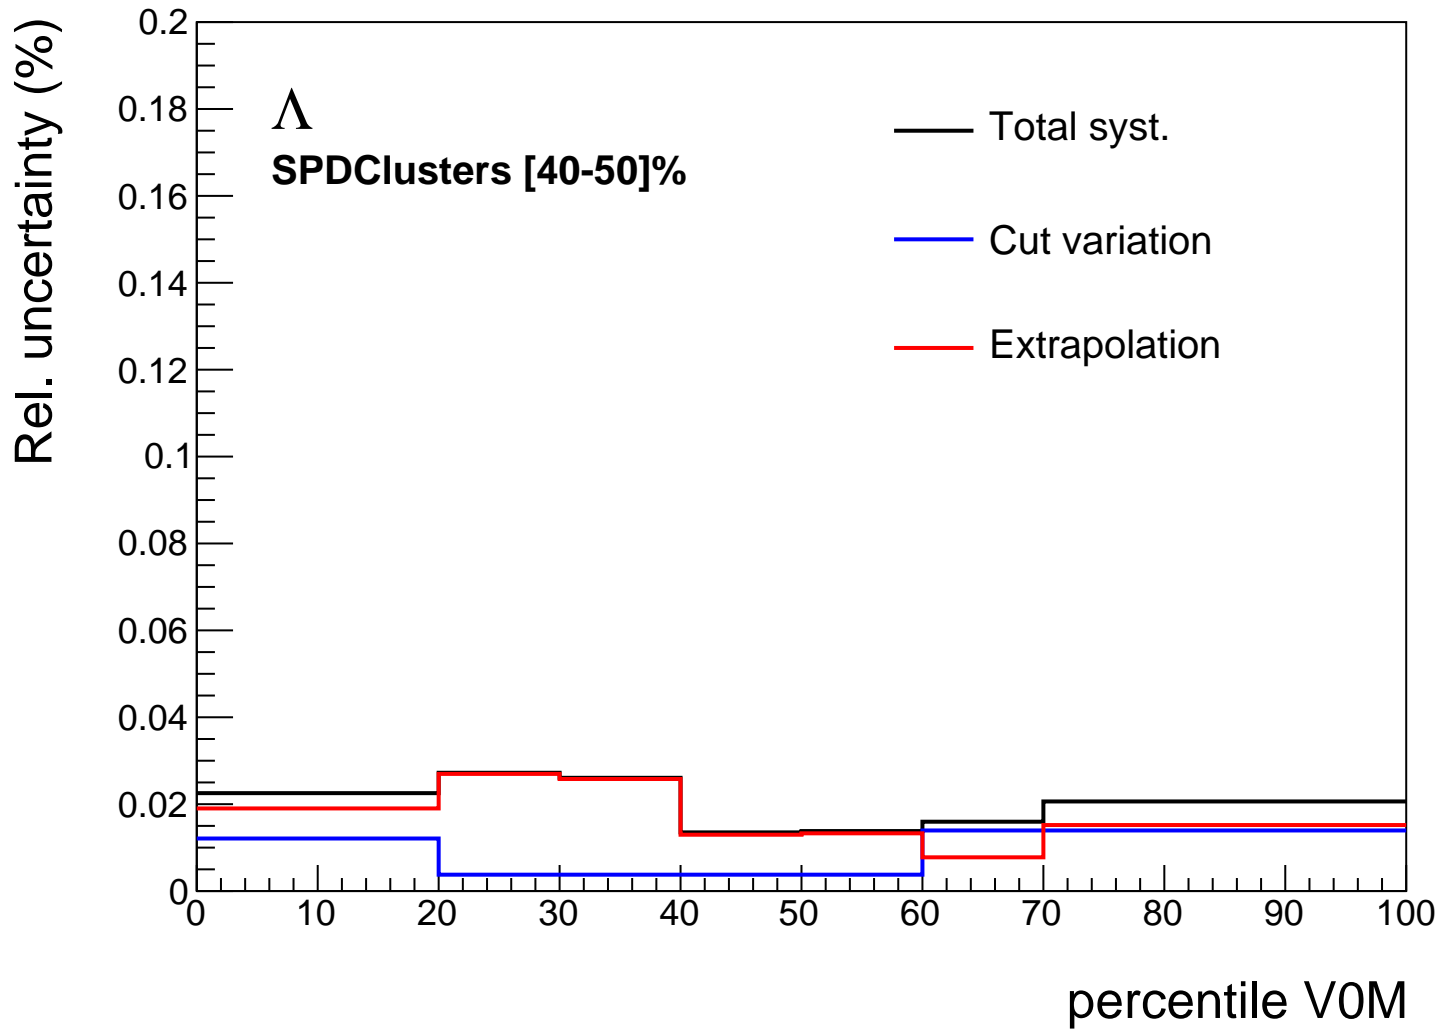 Rel. uncertainty (%)
0.2
0.18
0.16
0.14
0.12
0.1
0.08
0.06
0.04
0.02
0
Λ
SPDClusters [40-50]%
Total syst.
Cut variation
Extrapolation
0 10 20 30 40 50 60 70 80 90 100
percentile V0M